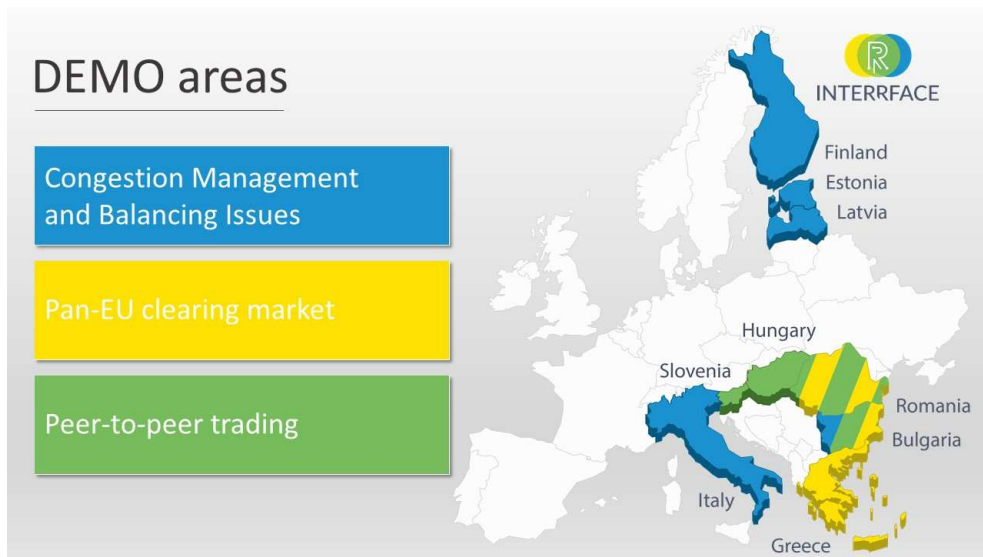 DEMO areas
INTERRFACE
Congestion Management
and Balancing Issues
Pan-EU clearing market
Peer-to-peer trading
Finland
Estonia
Latvia
Hungary
Slovenia
Romania
Bulgaria
Italy
Greece